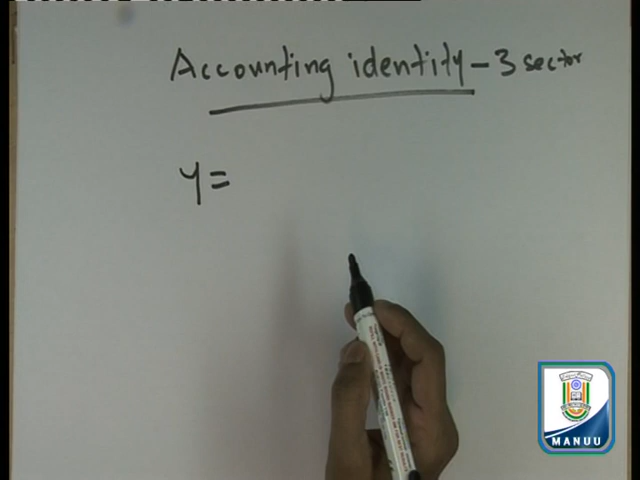 Accounting identity - 3 sector
Y =
MANUU